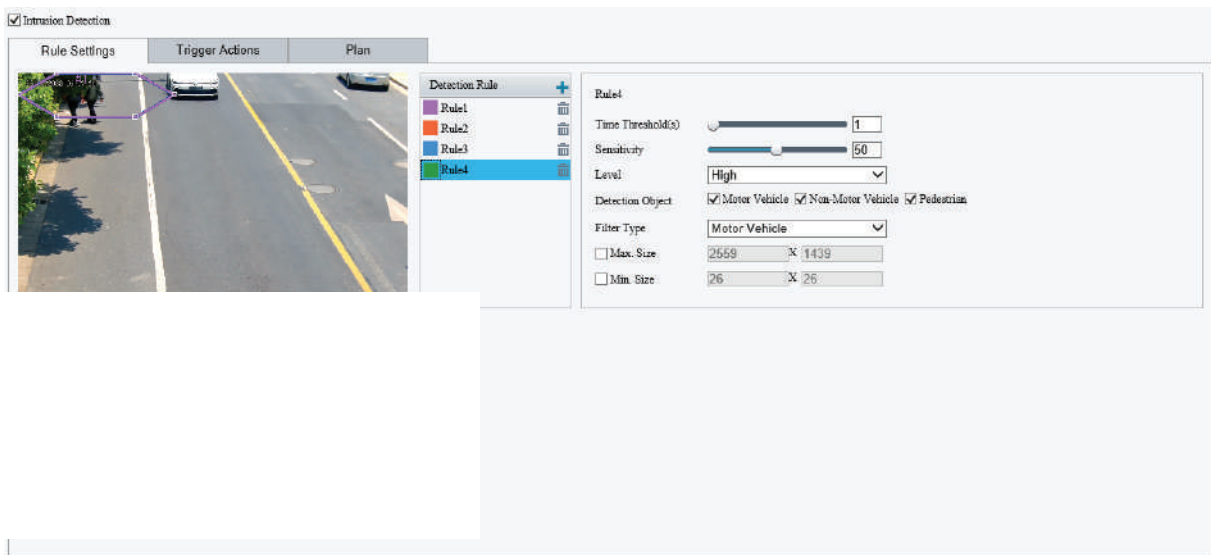 Intrusion Detection
Rule Settings Trigger Actions Plan
Detection Rule
Rule1
Rule2
Rule3
Rule4
Rule4
Time Threshold(s) 1
Sensitivity 50
Level High
Detection Object Motor Vehicle Non-Motor Vehicle Pedestrian
Filter Type Motor Vehicle
Max. Size 2559 X 1439
Min. Size 26 X 26